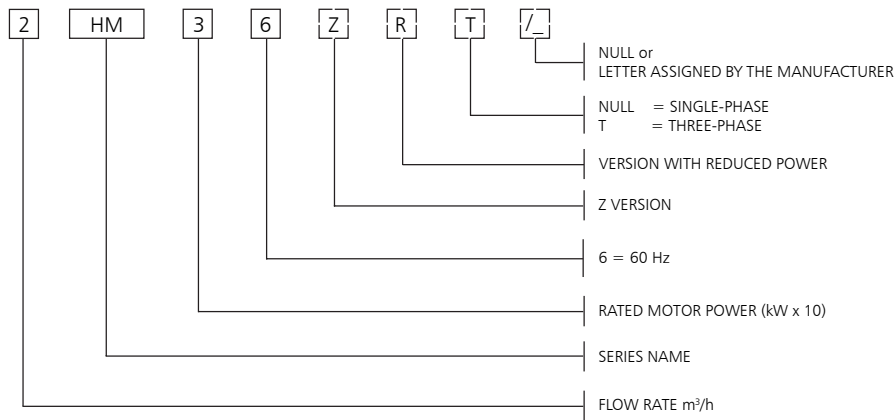 2 HM 3 6 Z R T /_
NULL or
LETTER ASSIGNED BY THE MANUFACTURER
NULL = SINGLE-PHASE
T = THREE-PHASE
VERSION WITH REDUCED POWER
Z VERSION
6 = 60 Hz
RATED MOTOR POWER (kW x 10)
SERIES NAME
FLOW RATE m³/h